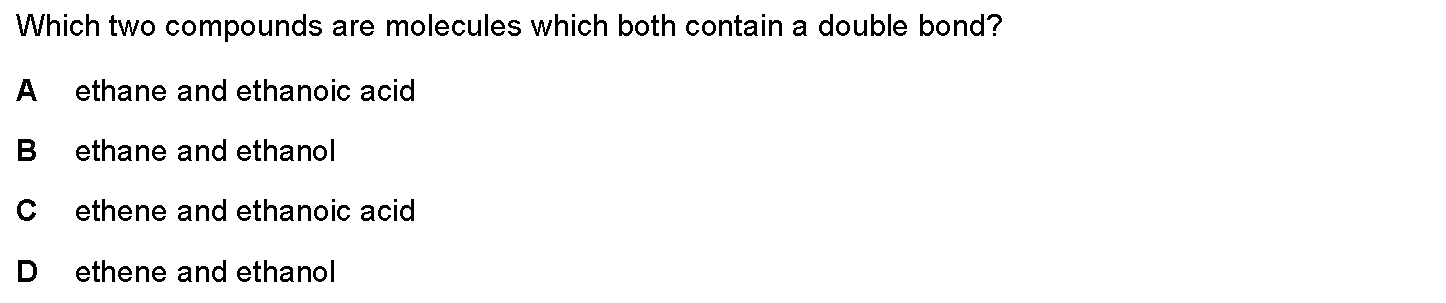 Which two compounds are molecules which both contain a double bond?
A ethane and ethanoic acid
B ethane and ethanol
C ethene and ethanoic acid
D ethene and ethanol